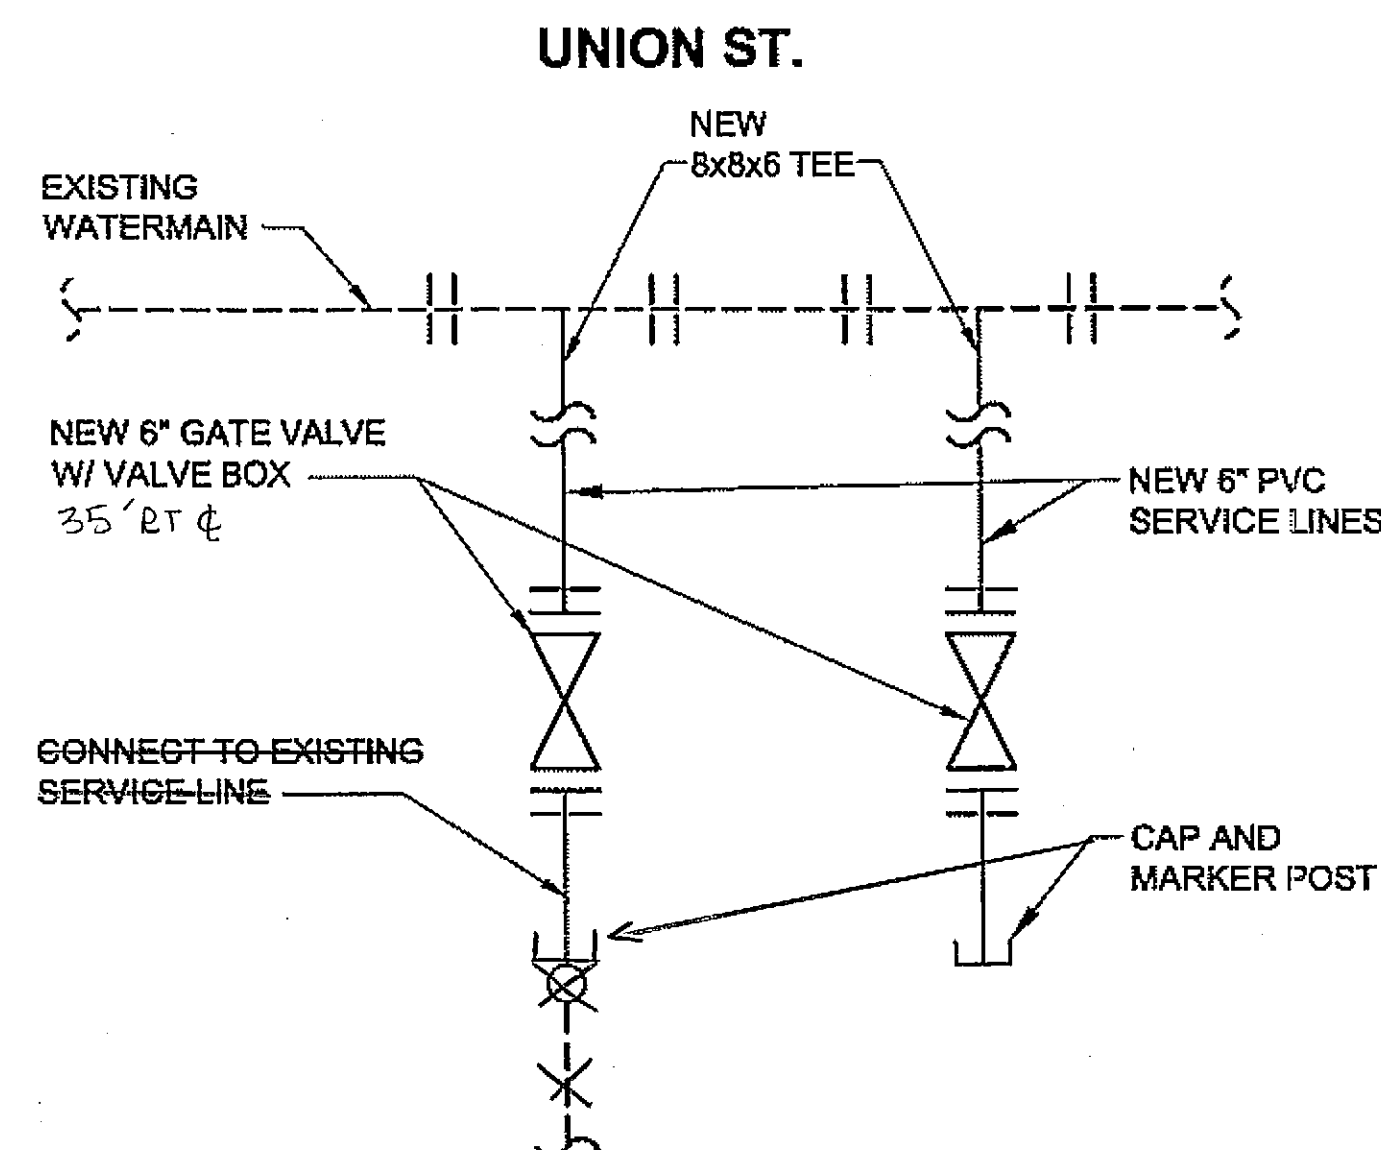 UNION ST.
NEW
8x8x6 TEE
EXISTING
WATERMAIN
NEW 6" GATE VALVE
W/ VALVE BOX
35' RT ℄
NEW 6" PVC
SERVICE LINES
CONNECT TO EXISTING
SERVICE LINE
CAP AND
MARKER POST